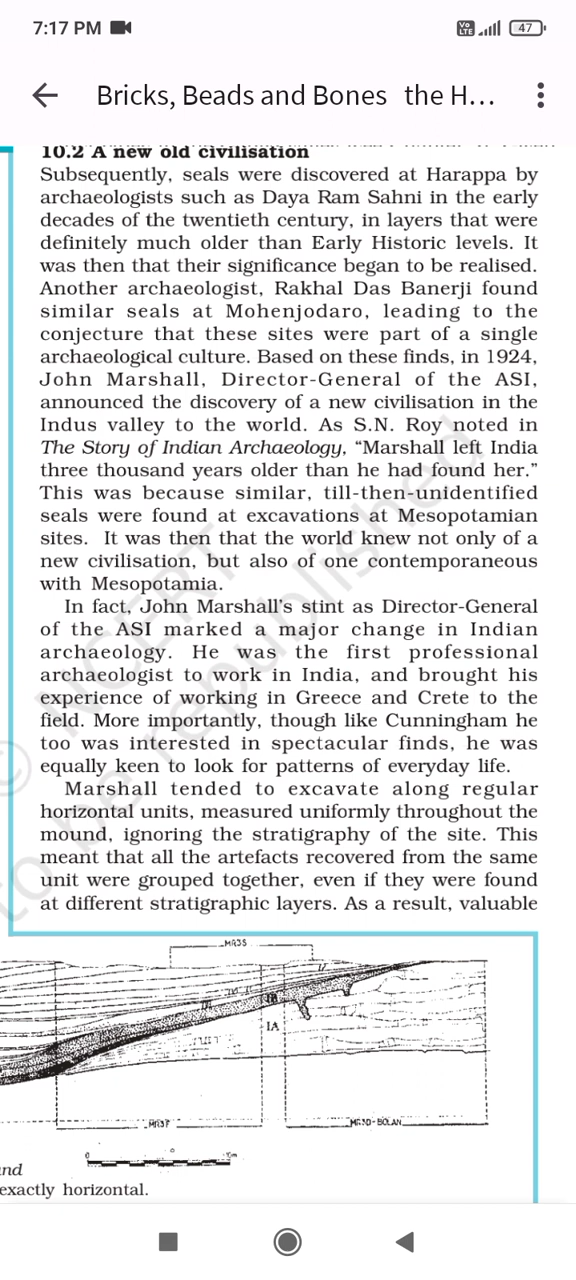 7:17 PM
Vo LTE
47
Bricks, Beads and Bones the H...
10.2 A new old civilisation
Subsequently, seals were discovered at Harappa by
archaeologists such as Daya Ram Sahni in the early
decades of the twentieth century, in layers that were
definitely much older than Early Historic levels. It
was then that their significance began to be realised.
Another archaeologist, Rakhal Das Banerji found
similar seals at Mohenjodaro, leading to the
conjecture that these sites were part of a single
archaeological culture. Based on these finds, in 1924,
John Marshall, Director-General of the ASI,
announced the discovery of a new civilisation in the
Indus valley to the world. As S.N. Roy noted in
The Story of Indian Archaeology, “Marshall left India
three thousand years older than he had found her.”
This was because similar, till-then-unidentified
seals were found at excavations at Mesopotamian
sites. It was then that the world knew not only of a
new civilisation, but also of one contemporaneous
with Mesopotamia.
In fact, John Marshall’s stint as Director-General
of the ASI marked a major change in Indian
archaeology. He was the first professional
archaeologist to work in India, and brought his
experience of working in Greece and Crete to the
field. More importantly, though like Cunningham he
too was interested in spectacular finds, he was
equally keen to look for patterns of everyday life.
Marshall tended to excavate along regular
horizontal units, measured uniformly throughout the
mound, ignoring the stratigraphy of the site. This
meant that all the artefacts recovered from the same
unit were grouped together, even if they were found
at different stratigraphic layers. As a result, valuable
© NCERT
to be republished
IA
and
exactly horizontal.